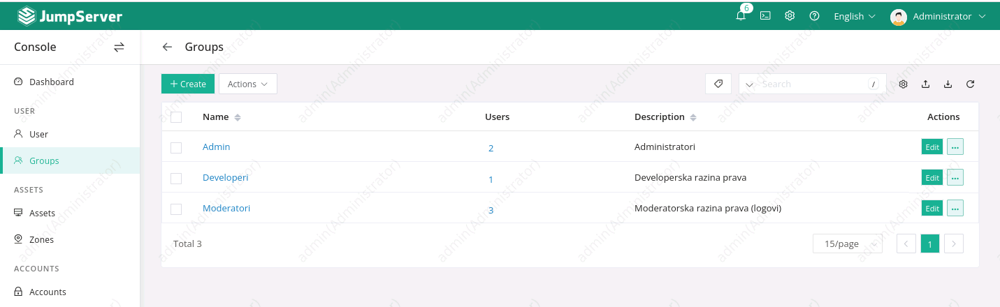 JumpServer
6
English
Administrator
Console
Groups
Dashboard
USER
User
Groups
ASSETS
Assets
Zones
ACCOUNTS
Accounts
+ Create
Actions
Search
/
Name Users Description Actions
Admin 2 Administratori Edit ...
Developeri 1 Developerska razina prava Edit ...
Moderatori 3 Moderatorska razina prava (logovi) Edit ...
Total 3
15/page
1
admin(Administrator)